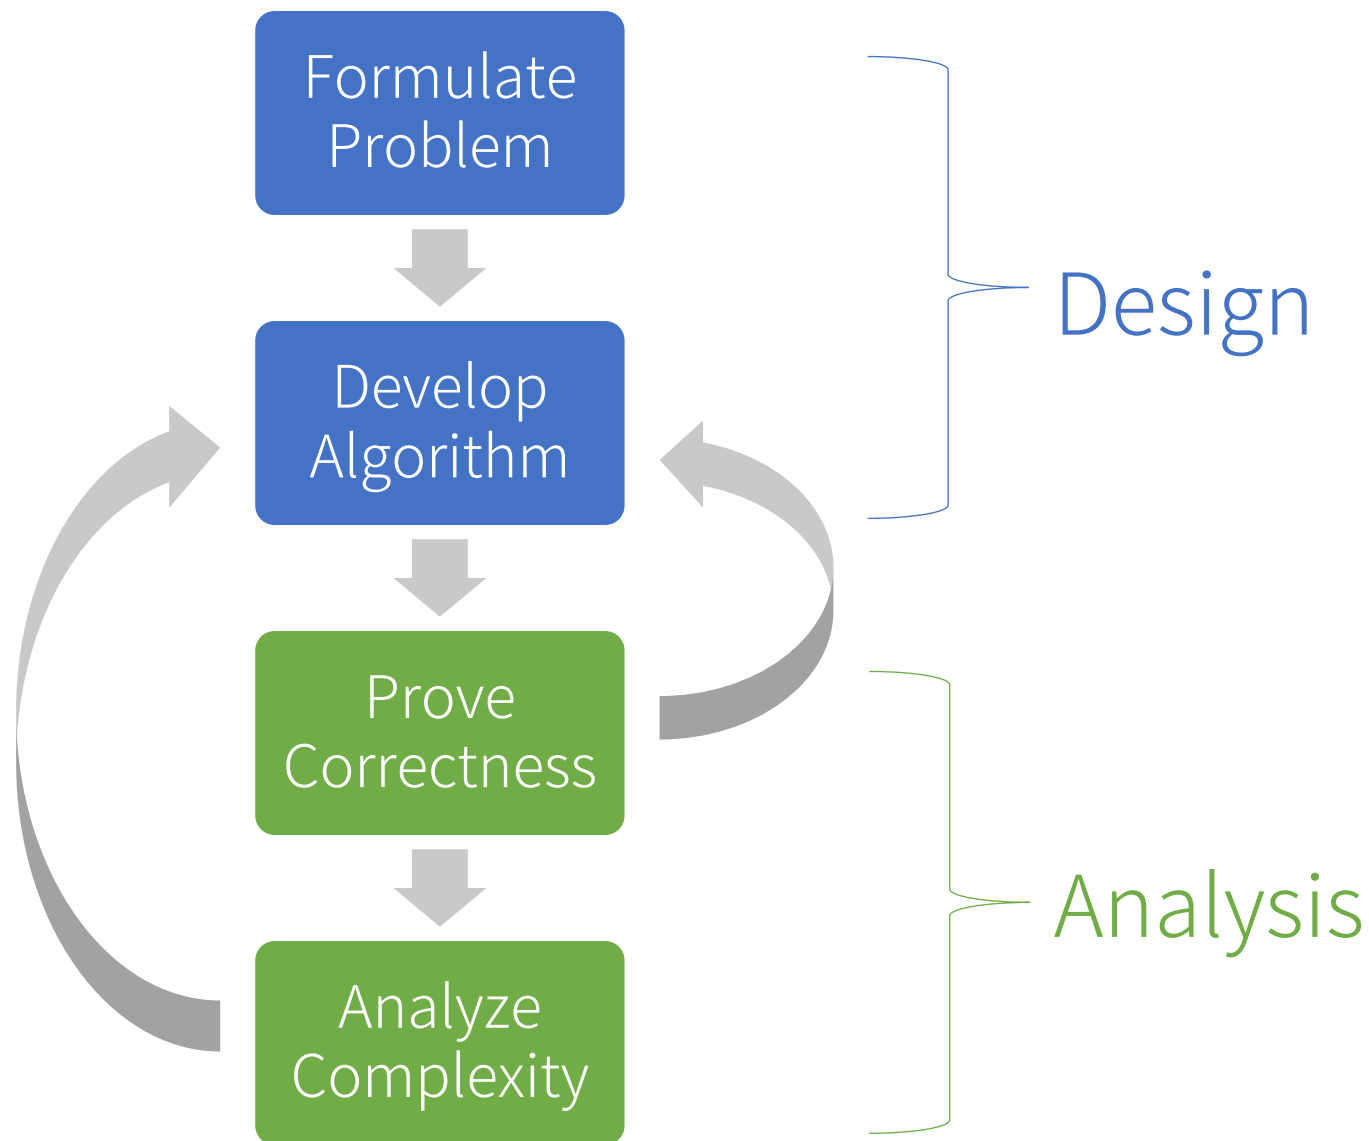 Formulate
Problem
Develop
Algorithm
Design
Prove
Correctness
Analyze
Complexity
Analysis